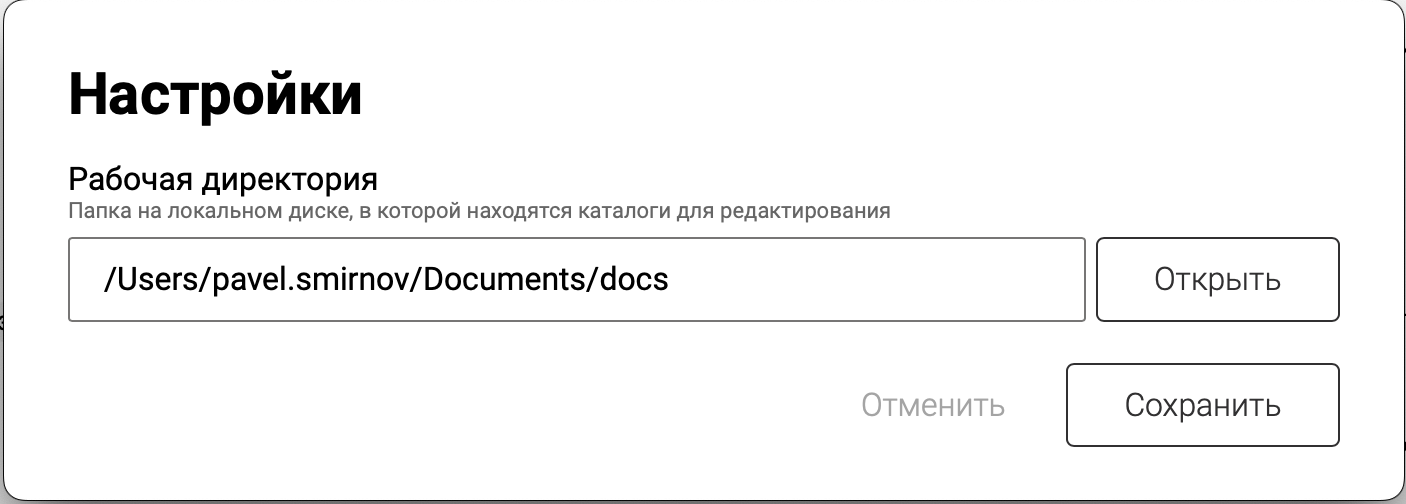 Настройки
Рабочая директория
Папка на локальном диске, в которой находятся каталоги для редактирования
/Users/pavel.smirnov/Documents/docs
Открыть
Отменить
Сохранить